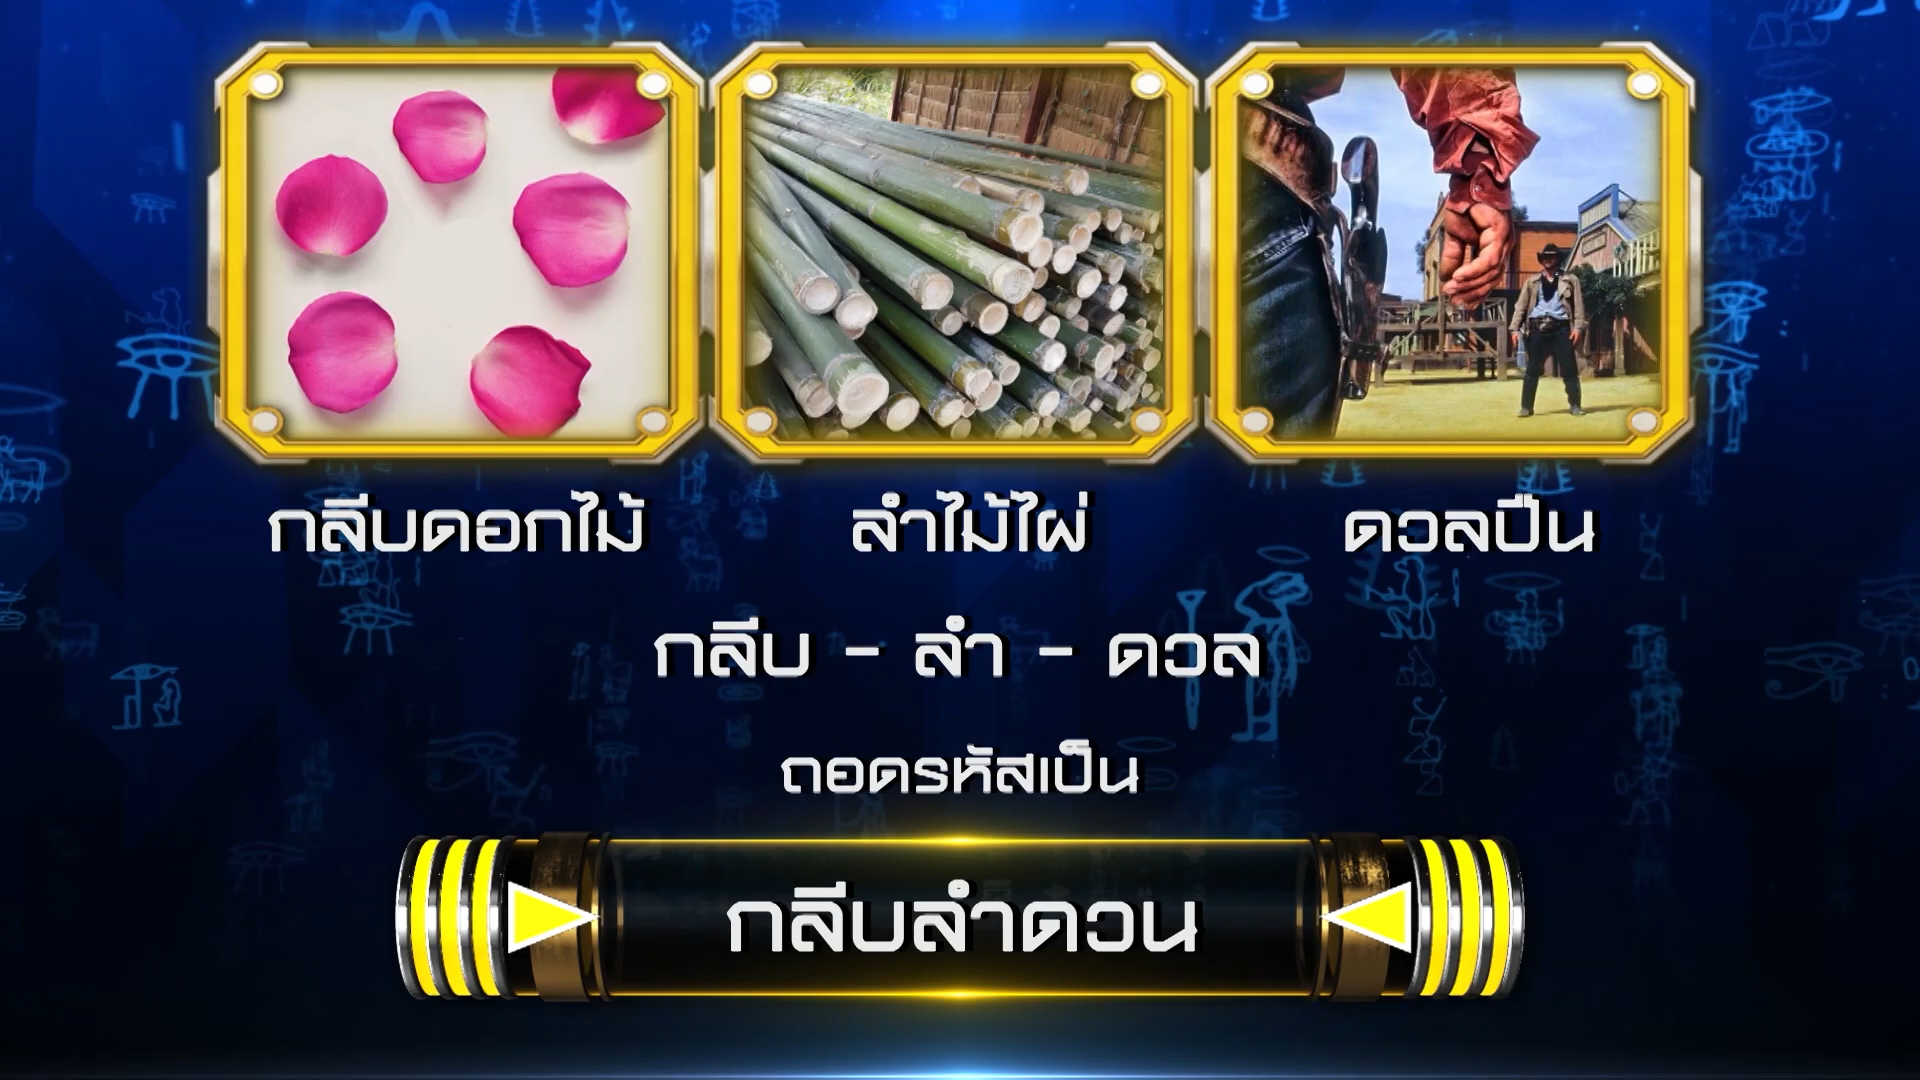 กลีบดอกไม้ ลำไม้ไผ่ ดวลปืน
กลีบ - ลำ - ดวล
ถอดรหัสเป็น
กลีบลำดวน